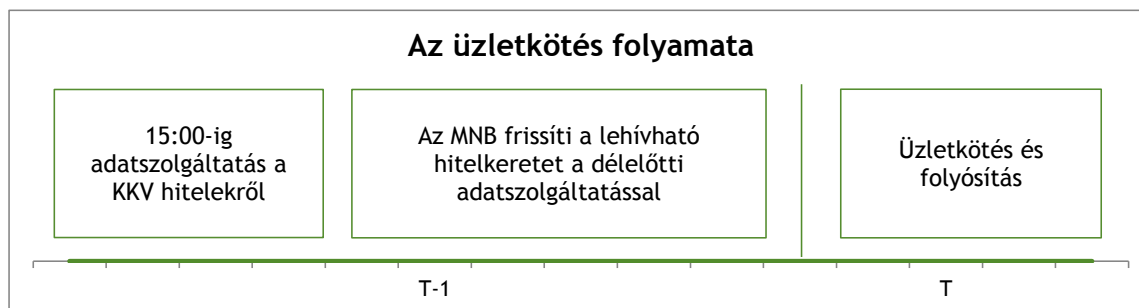 Az üzletkötés folyamata
15:00-ig
adatszolgáltatás a
KKV hitelekről
Az MNB frissíti a lehívható
hitelkeretet a délelőtti
adatszolgáltatással
Üzletkötés és
folyósítás
T-1
T